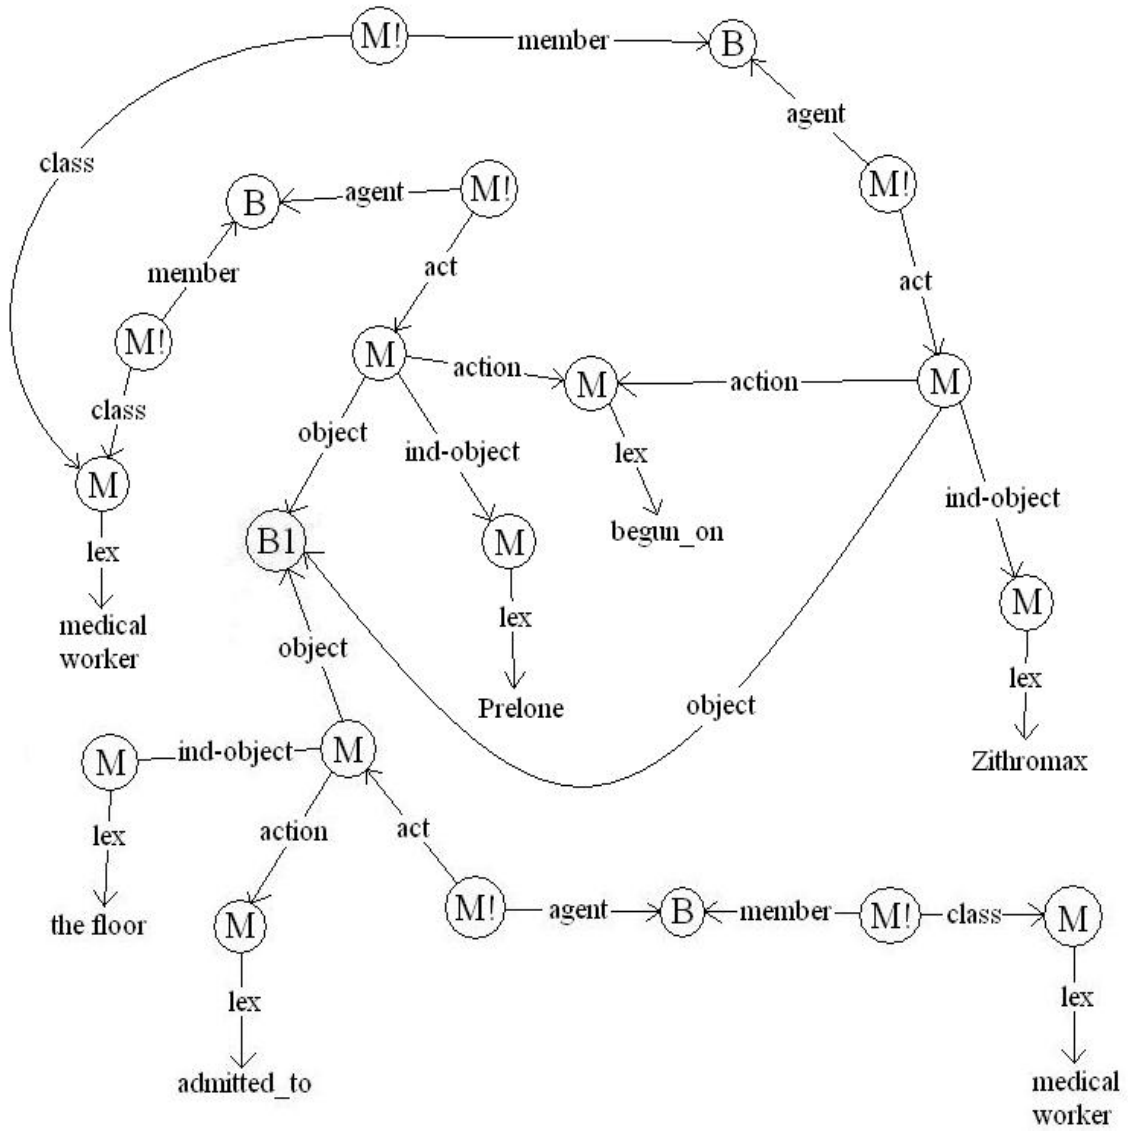 M!
member
B
agent
class
M!
B
agent
M!
member
act
act
M!
M
action
M
action
M
class
object
ind-object
lex
ind-object
M
begun_on
B1
M
lex
M
medical
worker
object
lex
lex
Prelone
object
Zithromax
M
ind-object
M
lex
action
act
the floor
M
M!
agent
B
member
M!
class
M
lex
lex
admitted_to
medical
worker